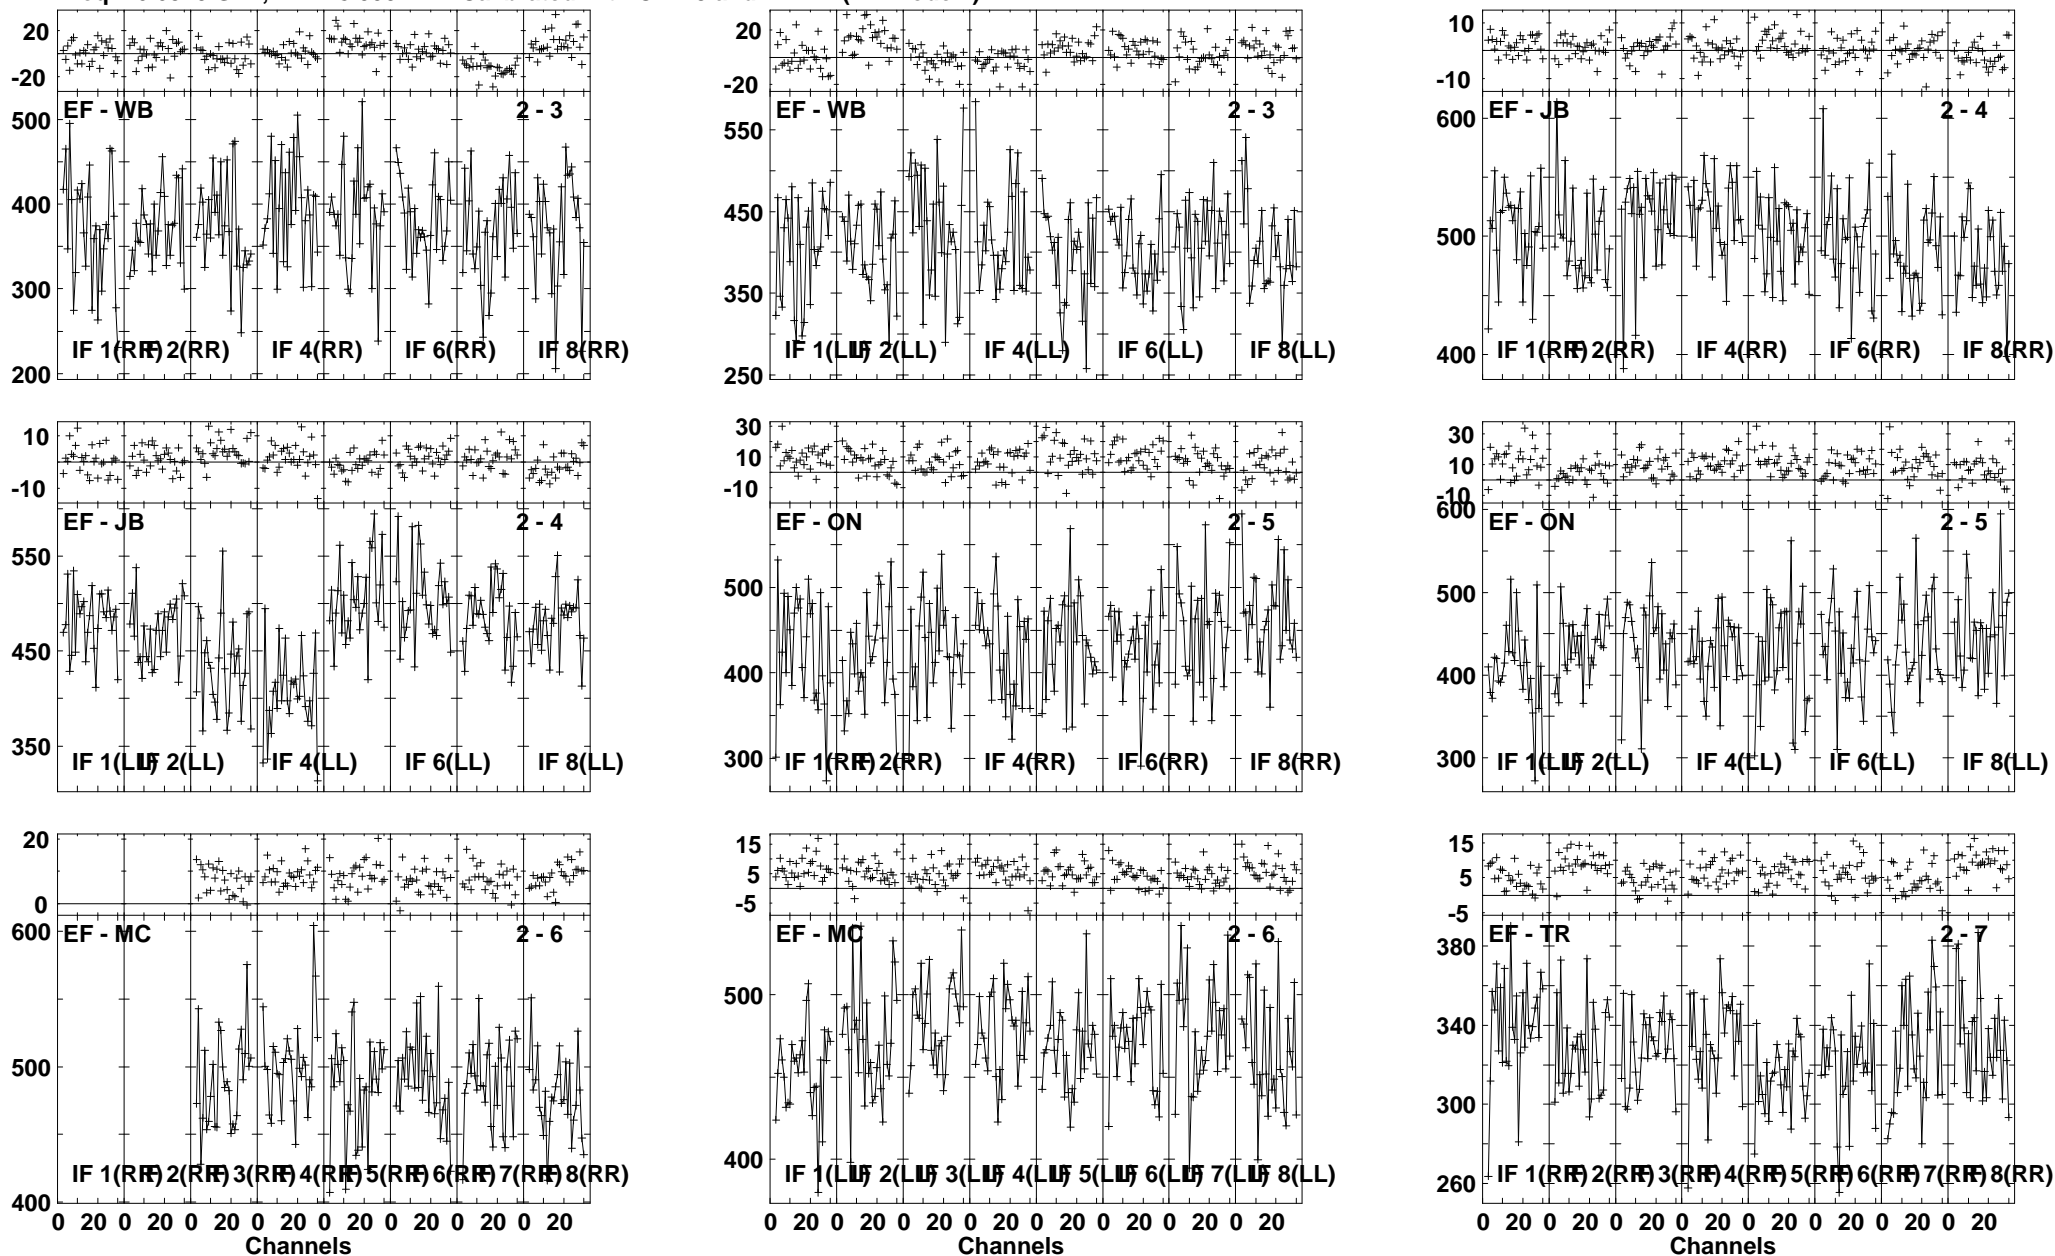 20
-20
EF - WB 2 - 3
500
400
300
200
IF 1(RR) IF 2(RR) IF 4(RR) IF 6(RR) IF 8(RR)
20
-20
EF - WB 2 - 3
550
450
350
250
IF 1(LL) IF 2(LL) IF 4(LL) IF 6(LL) IF 8(LL)
10
-10
EF - JB 2 - 4
600
500
400
IF 1(RR) IF 2(RR) IF 4(RR) IF 6(RR) IF 8(RR)
10
-10
EF - JB 2 - 4
550
450
350
IF 1(LL) IF 2(LL) IF 4(LL) IF 6(LL) IF 8(LL)
30
10
-10
EF - ON 2 - 5
500
400
300
IF 1(RR) IF 2(RR) IF 4(RR) IF 6(RR) IF 8(RR)
30
10
-10
600
EF - ON 2 - 5
500
400
300
IF 1(LL) IF 2(LL) IF 4(LL) IF 6(LL) IF 8(LL)
20
0
600
EF - MC 2 - 6
500
400
IF 1(RR) IF 2(RR) IF 3(RR) IF 4(RR) IF 5(RR) IF 6(RR) IF 7(RR) IF 8(RR)
0 20 0 20 0 20 0 20 0 20 0 20 0 20 0 20
Channels
15
5
-5
EF - MC 2 - 6
500
400
IF 1(LL) IF 2(LL) IF 3(LL) IF 4(LL) IF 5(LL) IF 6(LL) IF 7(LL) IF 8(LL)
0 20 0 20 0 20 0 20 0 20 0 20 0 20 0 20
Channels
15
5
-5
EF - TR 2 - 7
380
340
300
260
IF 1(RR) IF 2(RR) IF 3(RR) IF 4(RR) IF 5(RR) IF 6(RR) IF 7(RR) IF 8(RR)
0 20 0 20 0 20 0 20 0 20 0 20 0 20 0 20
Channels